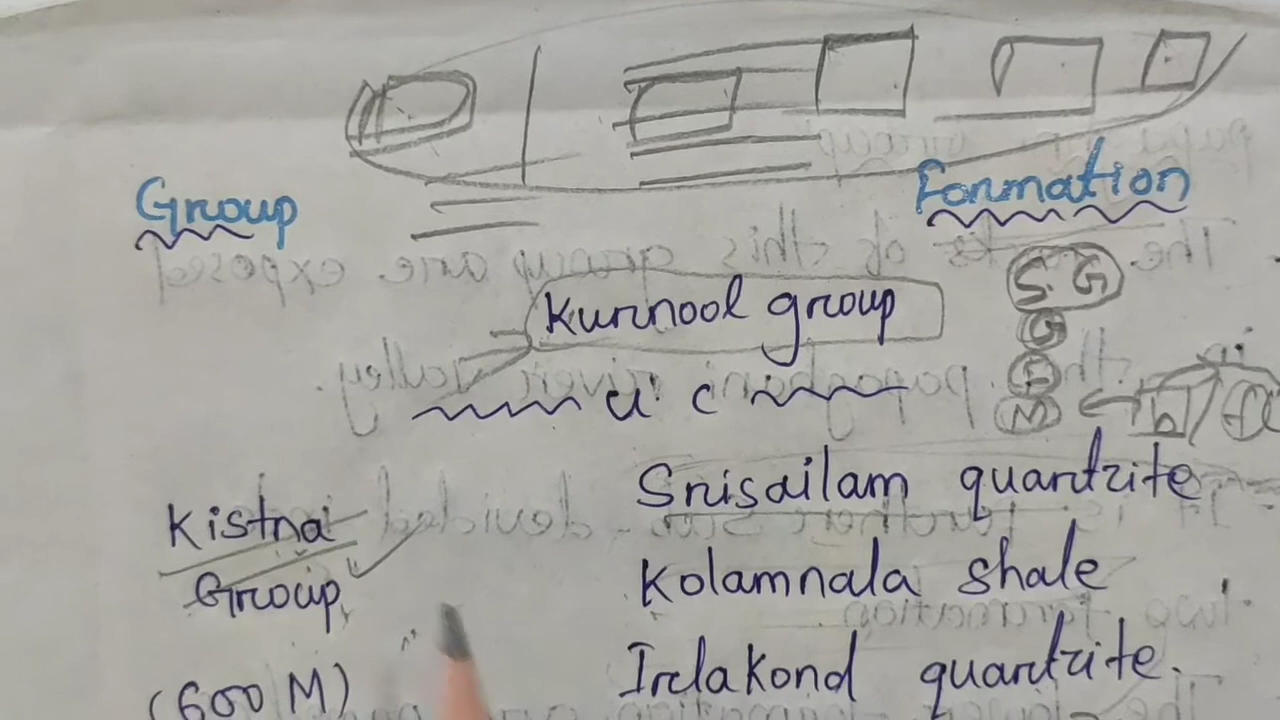 Group Formation
Kurnool group
u c
Srisailam quartzite
Kistna
Kolamnala shale
Group
Irlakond quartzite.
(600 M)